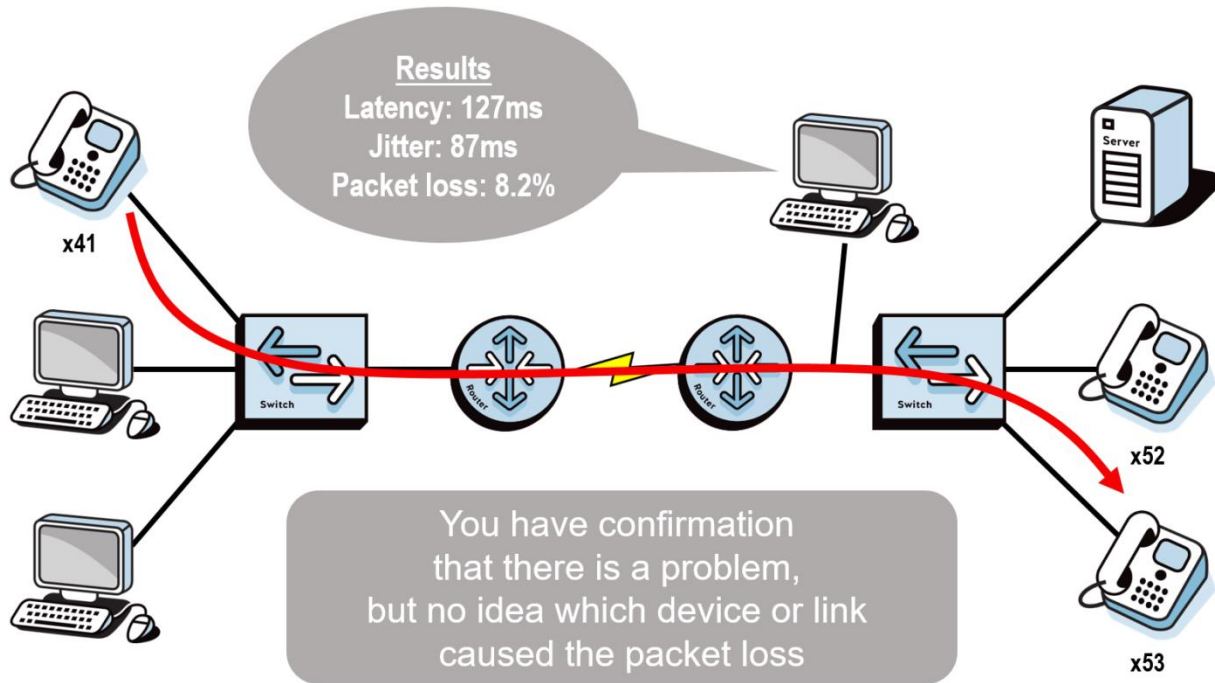 Results
Latency: 127ms
Jitter: 87ms
Packet loss: 8.2%
Server
x41
Switch
Router
Router
Switch
x52
You have confirmation
that there is a problem,
but no idea which device or link
caused the packet loss
x53